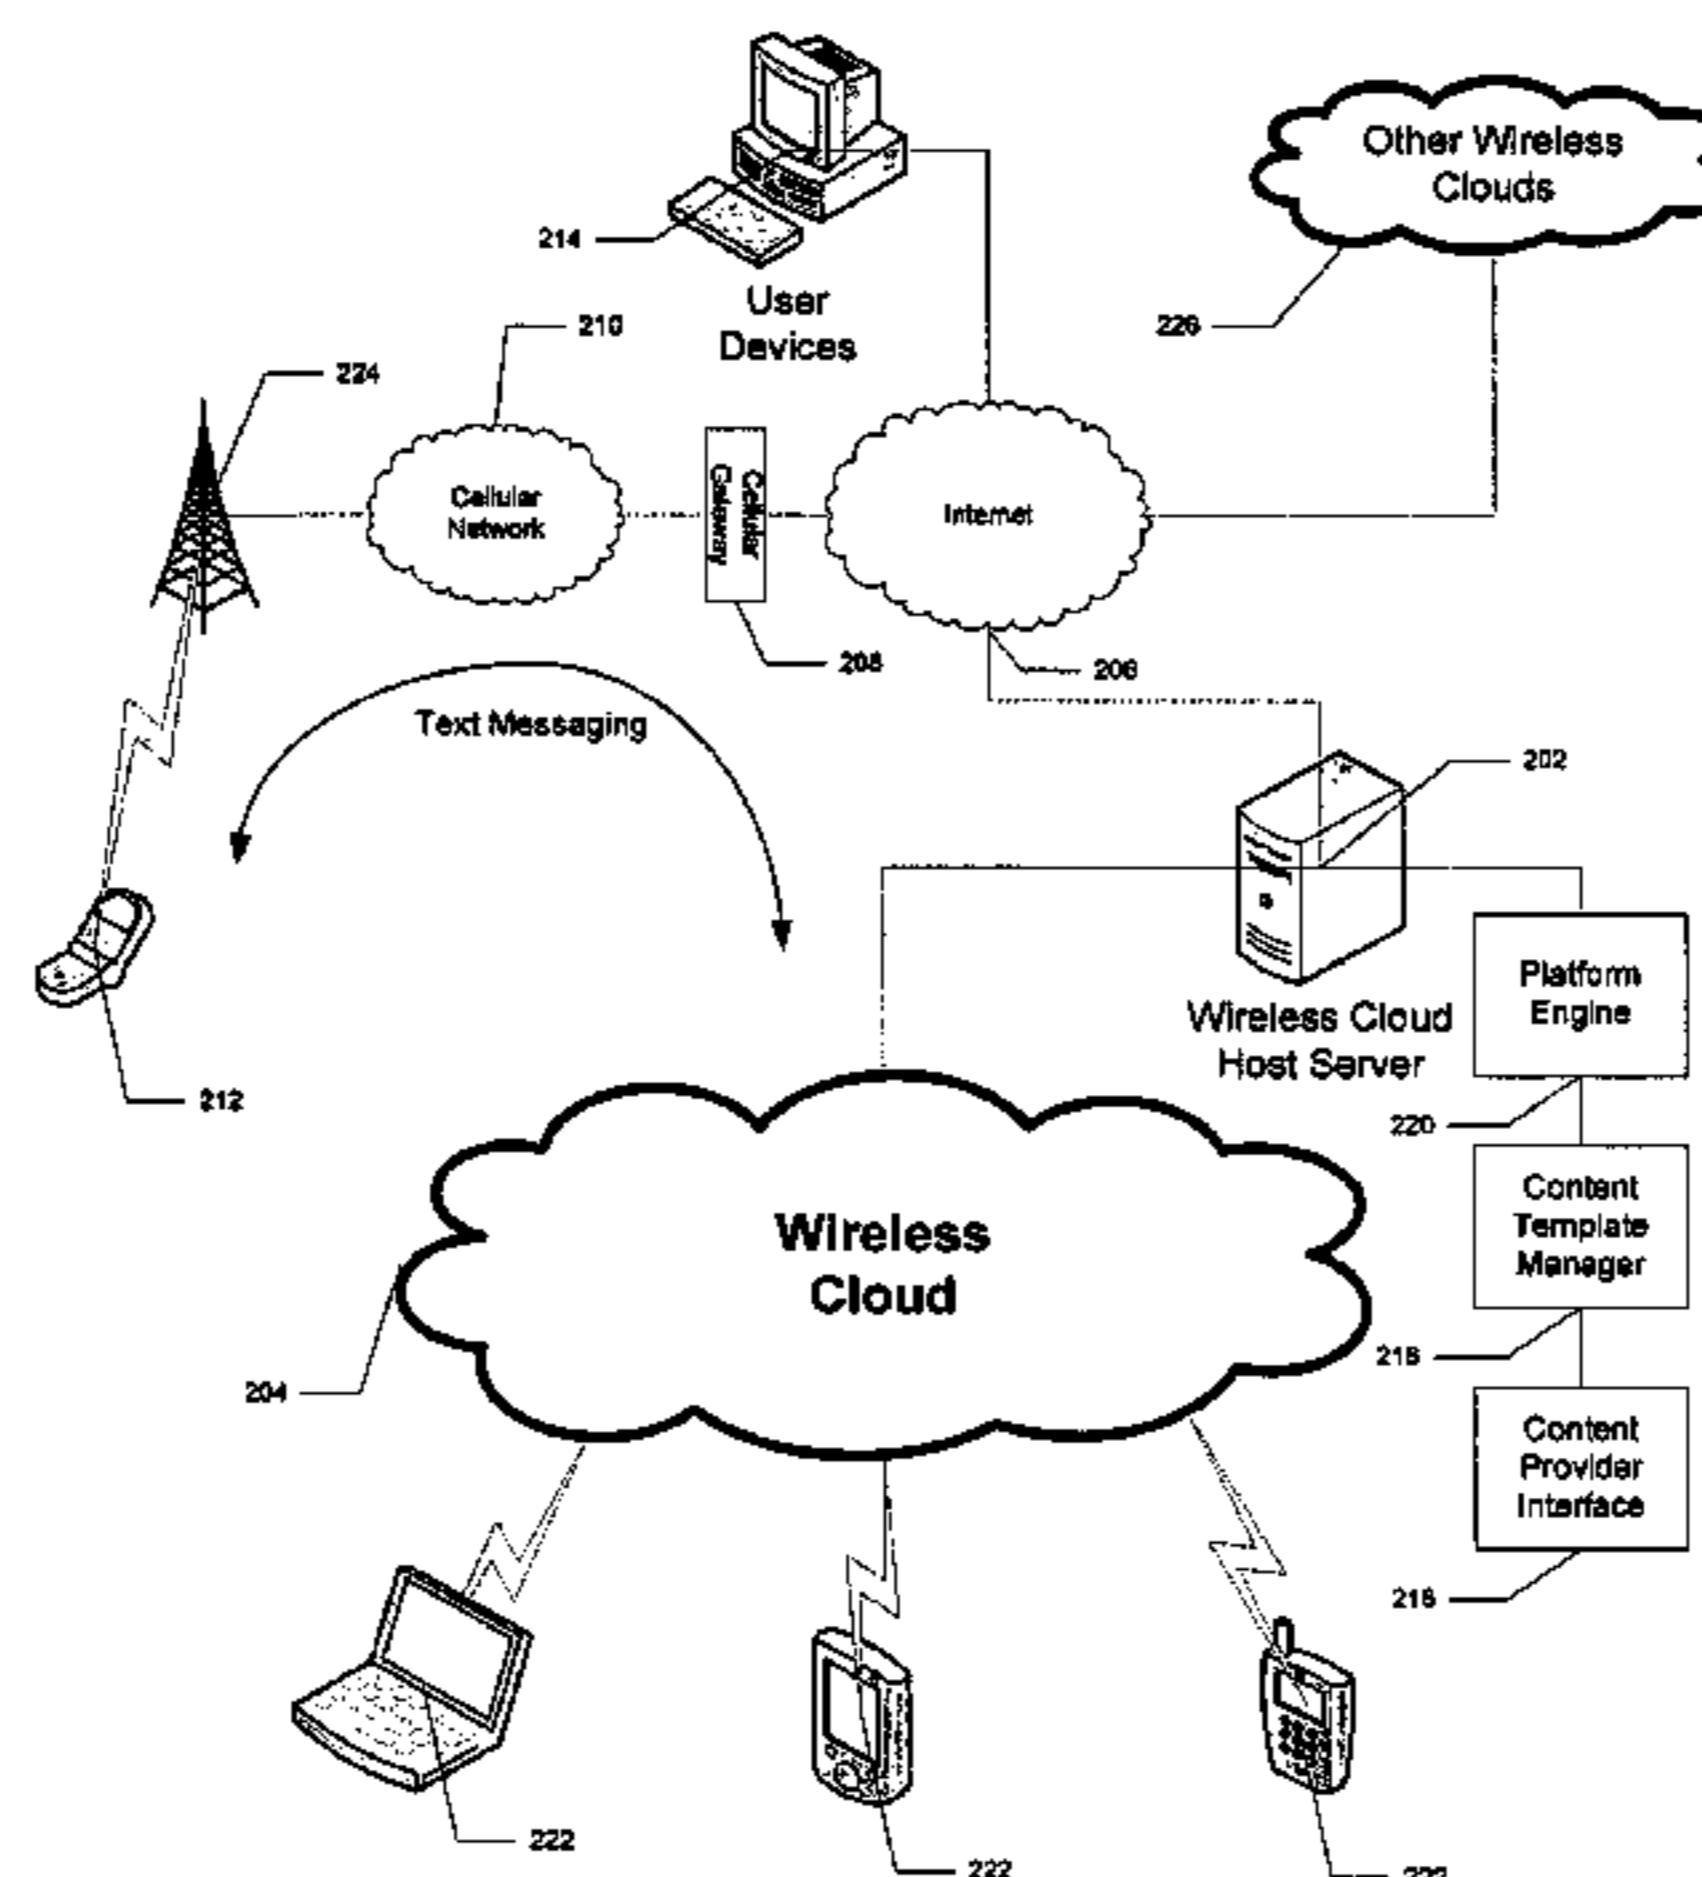 Other Wireless
Clouds
214
User
Devices
210
226
224
Cellular
Network
Cellular
Gateway
Internet
208
206
Text Messaging
202
Platform
Engine
Wireless Cloud
Host Server
212
220
Content
Template
Manager
Wireless
Cloud
218
204
Content
Provider
Interface
216
222
222